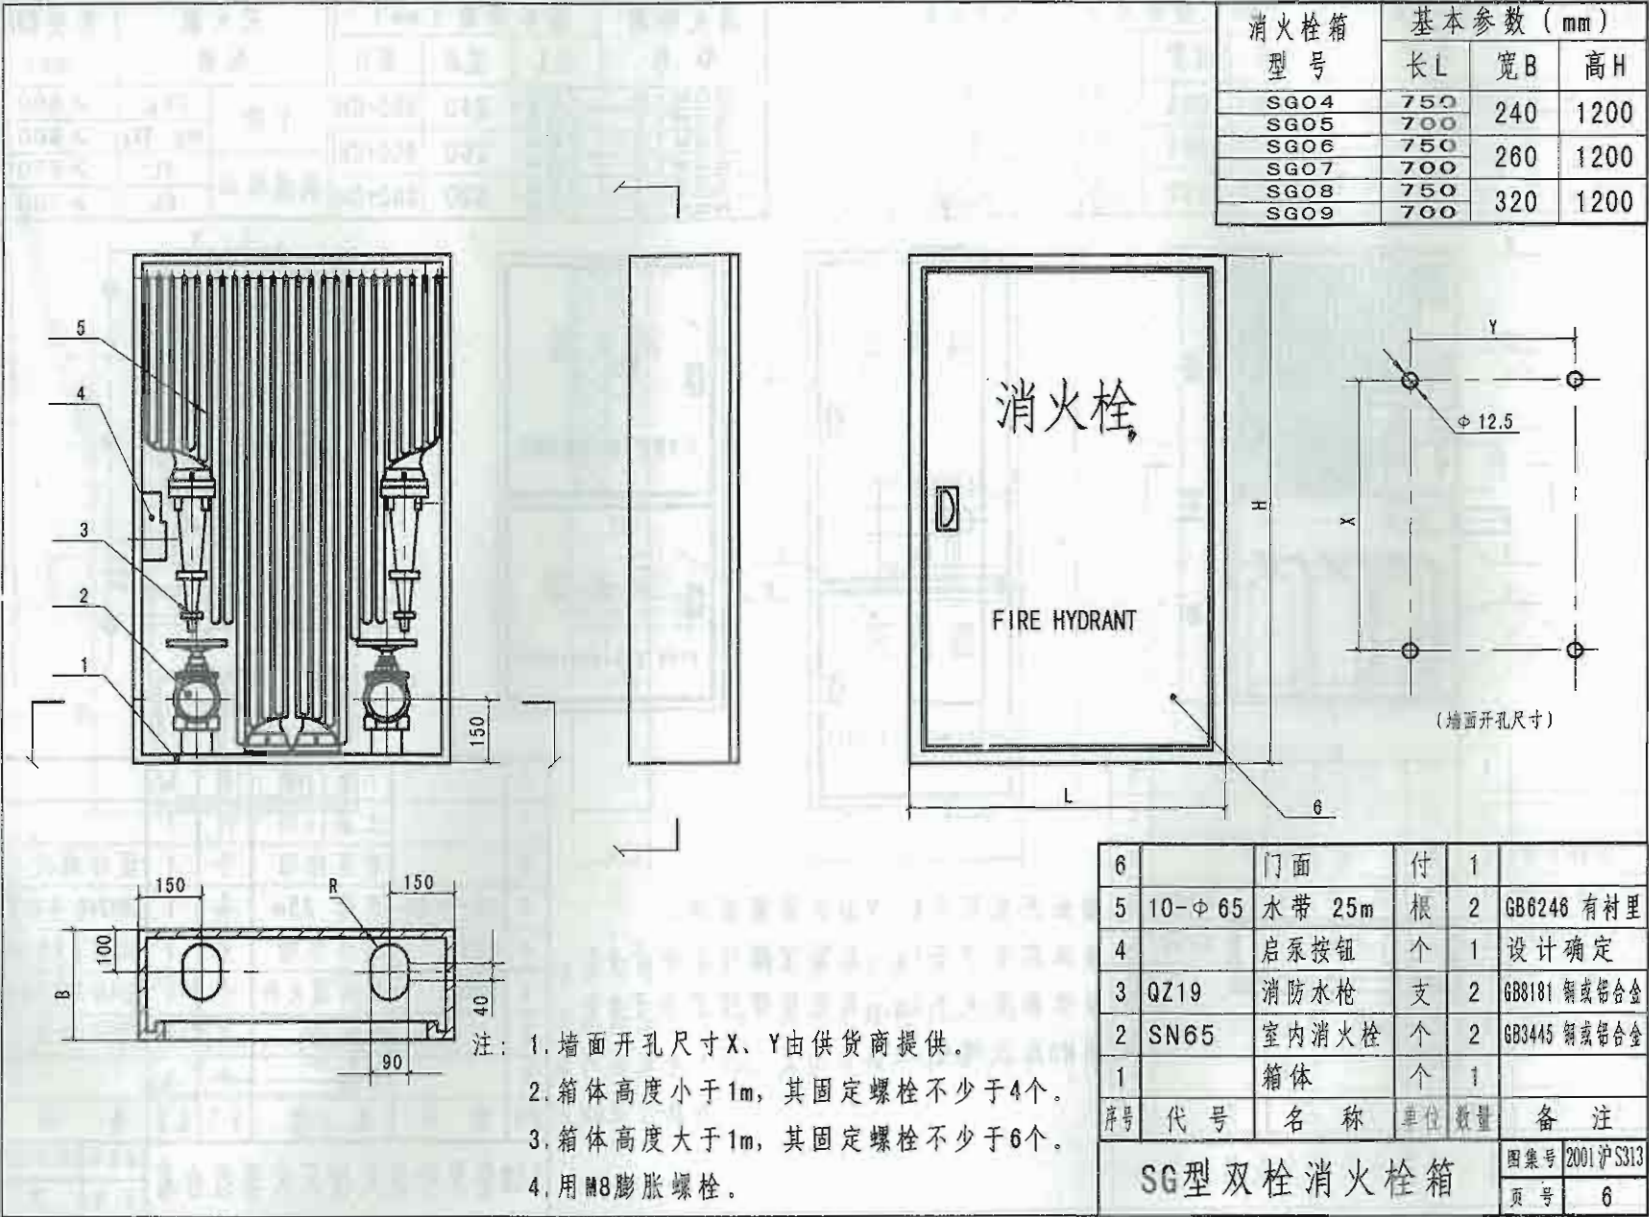 消火栓箱 型号 基本参数(mm)
长L 宽B 高H
SG04 750 240 1200
SG05 700
SG06 750 260 1200
SG07 700
SG08 750 320 1200
SG09 700
5
4
3
2
1
150
消火栓
FIRE HYDRANT
H
L
6
Y
X
Φ12.5
(墙面开孔尺寸)
150 R 150
100
B
40
90
注: 1.墙面开孔尺寸X、Y由供货商提供。
2.箱体高度小于1m, 其固定螺栓不少于4个。
3.箱体高度大于1m, 其固定螺栓不少于6个。
4.用M8膨胀螺栓。
6 门面 付 1
5 10-Φ65 水带 25m 根 2 GB6246 有衬里
4 启泵按钮 个 1 设计确定
3 QZ19 消防水枪 支 2 GB8181 铜或铝合金
2 SN65 室内消火栓 个 2 GB3445 铜或铝合金
1 箱体 个 1
序号 代号 名称 单位 数量 备注
SG型双栓消火栓箱
图集号 2001沪S313
页号 6